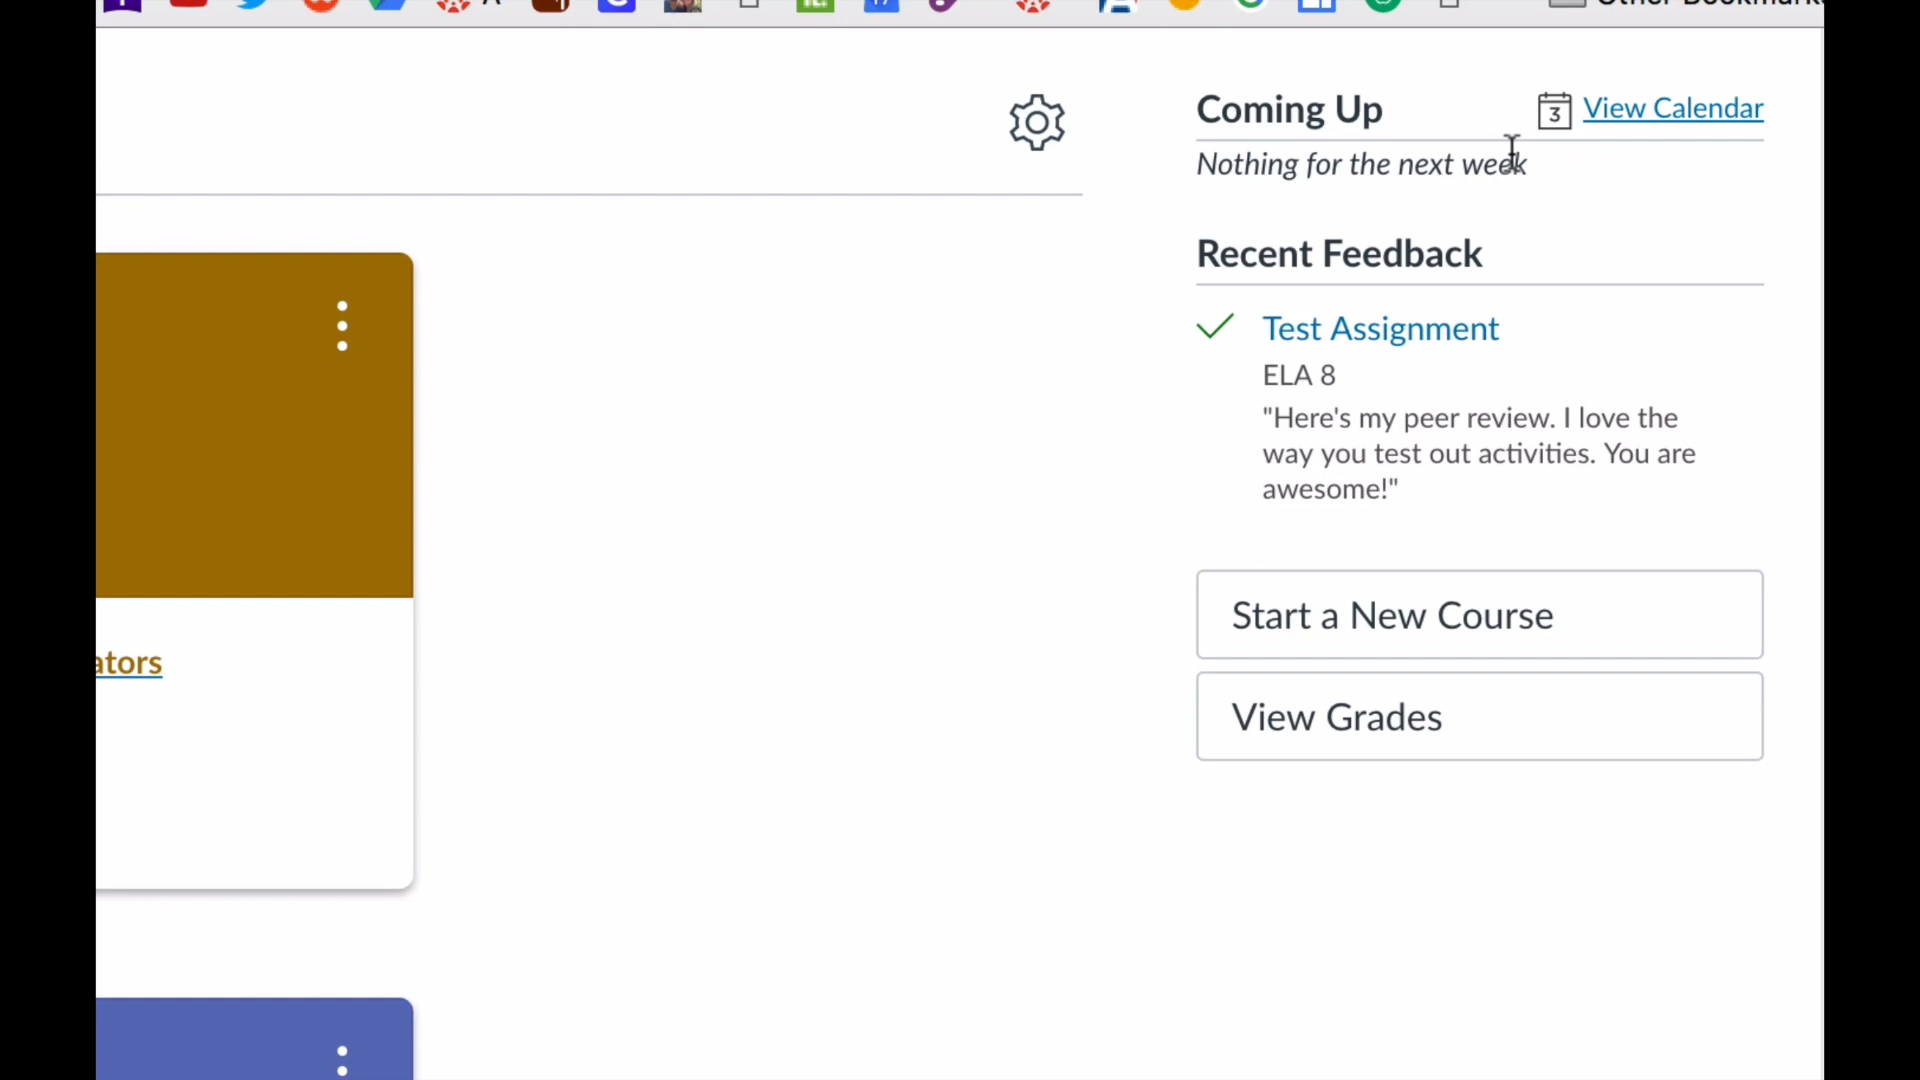 Coming Up
3
View Calendar
Nothing for the next week
Recent Feedback
Test Assignment
ELA 8
"Here's my peer review. I love the
way you test out activities. You are
awesome!"
Start a New Course
ators
View Grades